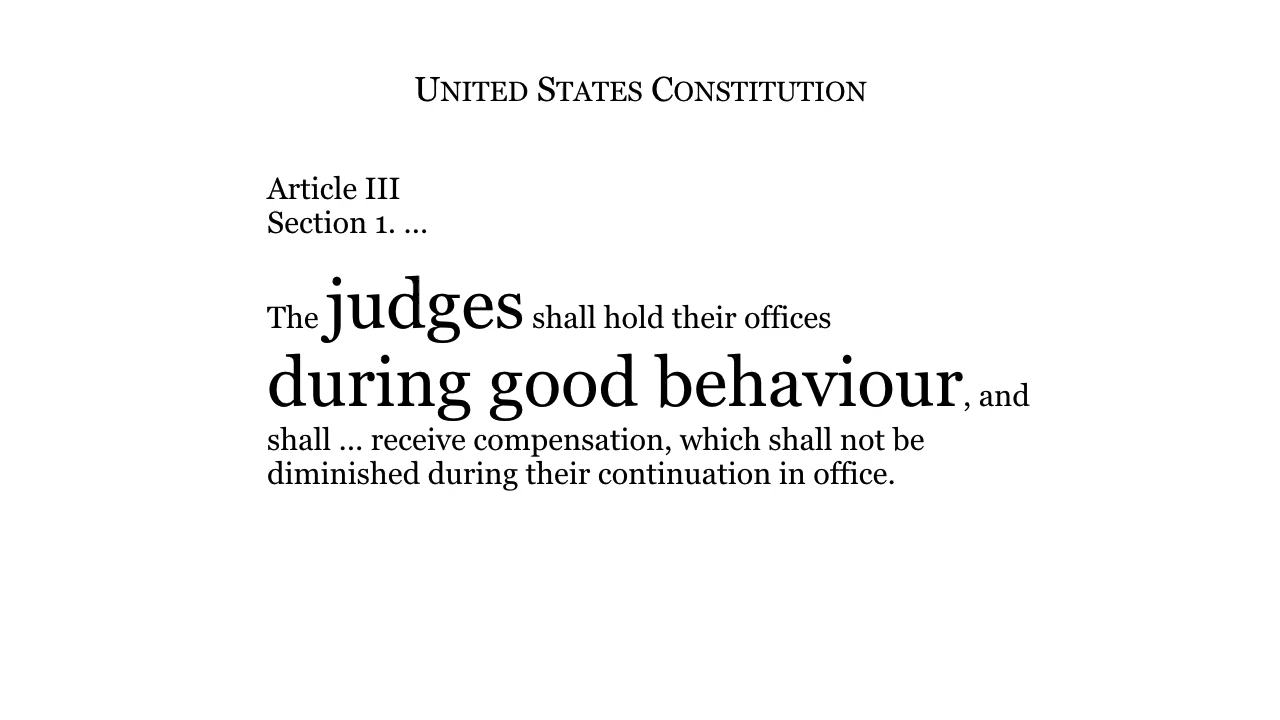 UNITED STATES CONSTITUTION
Article III
Section 1. ...
The judges shall hold their offices
during good behaviour, and
shall ... receive compensation, which shall not be
diminished during their continuation in office.